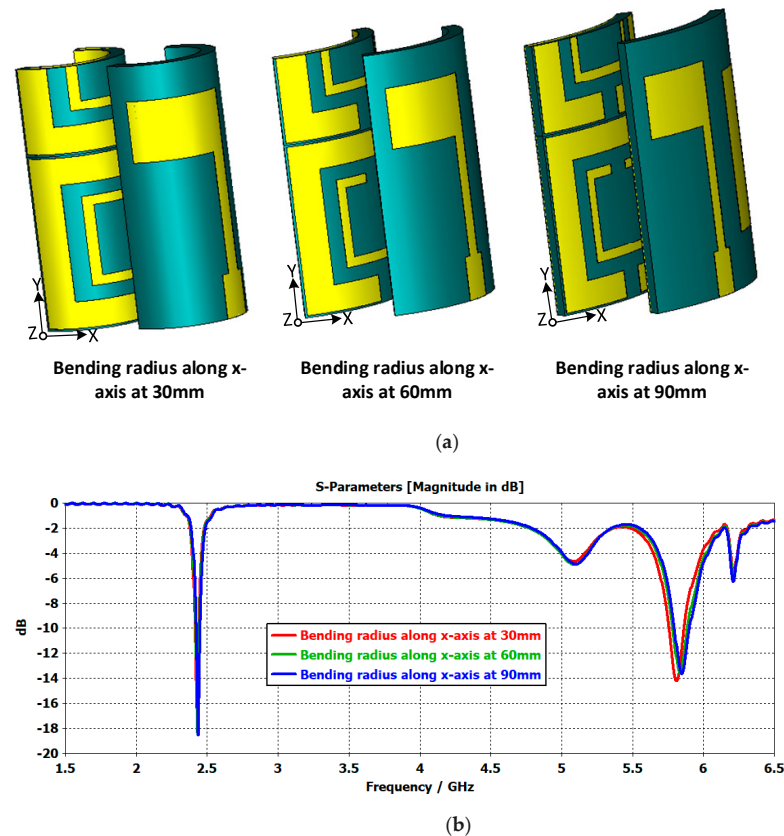 Y
Z
X
Y
Z
X
Y
Z
X
Bending radius along x-
axis at 30mm
Bending radius along x-
axis at 60mm
Bending radius along x-
axis at 90mm
(a)
S-Parameters [Magnitude in dB]
0
-2
-4
-6
-8
-10
-12
-14
-16
-18
-20
dB
Bending radius along x-axis at 30mm
Bending radius along x-axis at 60mm
Bending radius along x-axis at 90mm
1.5 2 2.5 3 3.5 4 4.5 5 5.5 6 6.5
Frequency / GHz
(b)